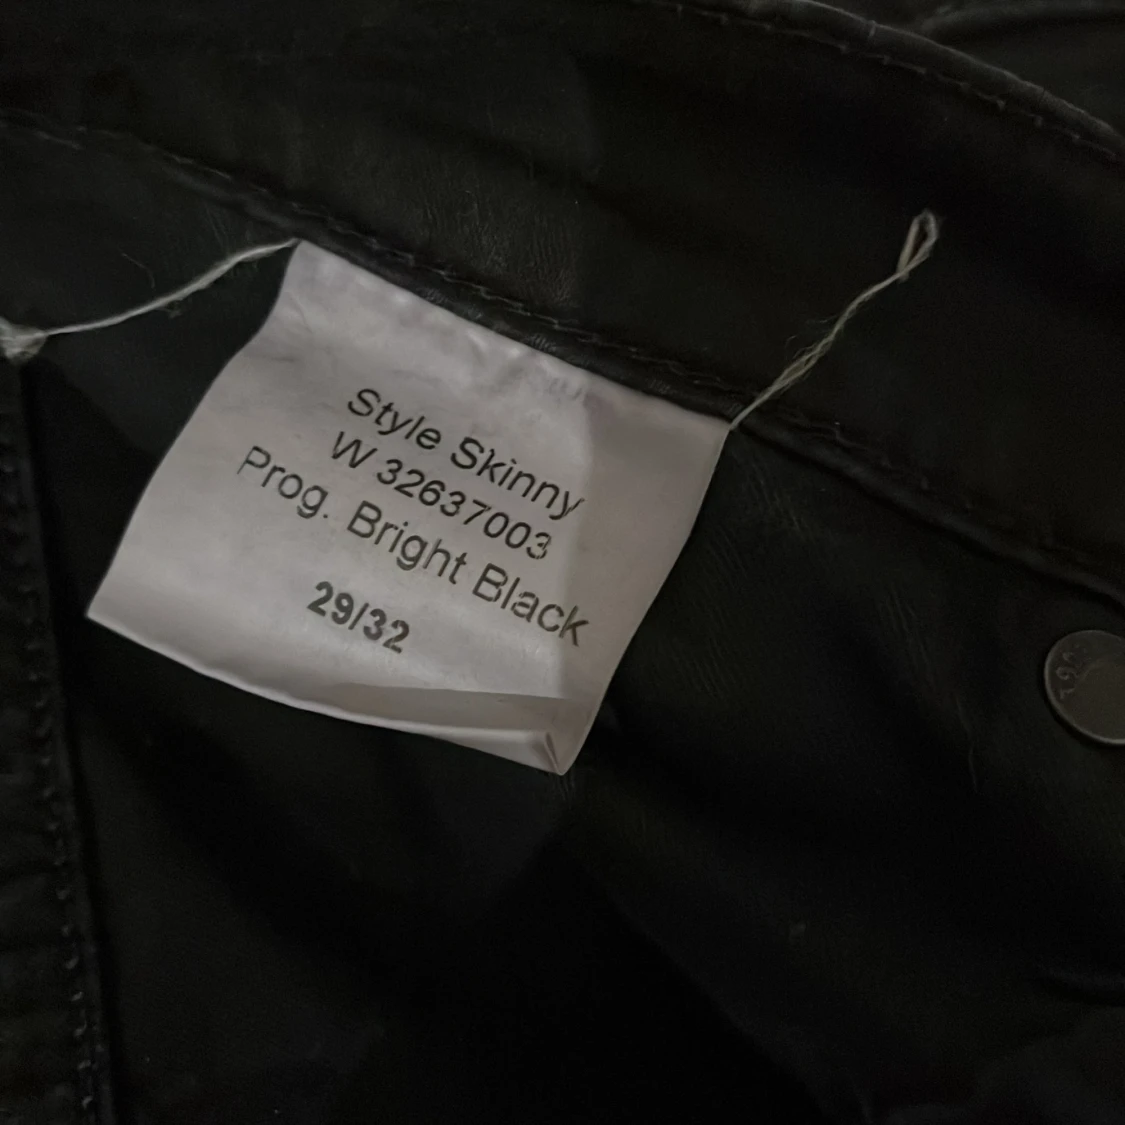 Style Skinny
W 32637003
Prog. Bright Black
29/32